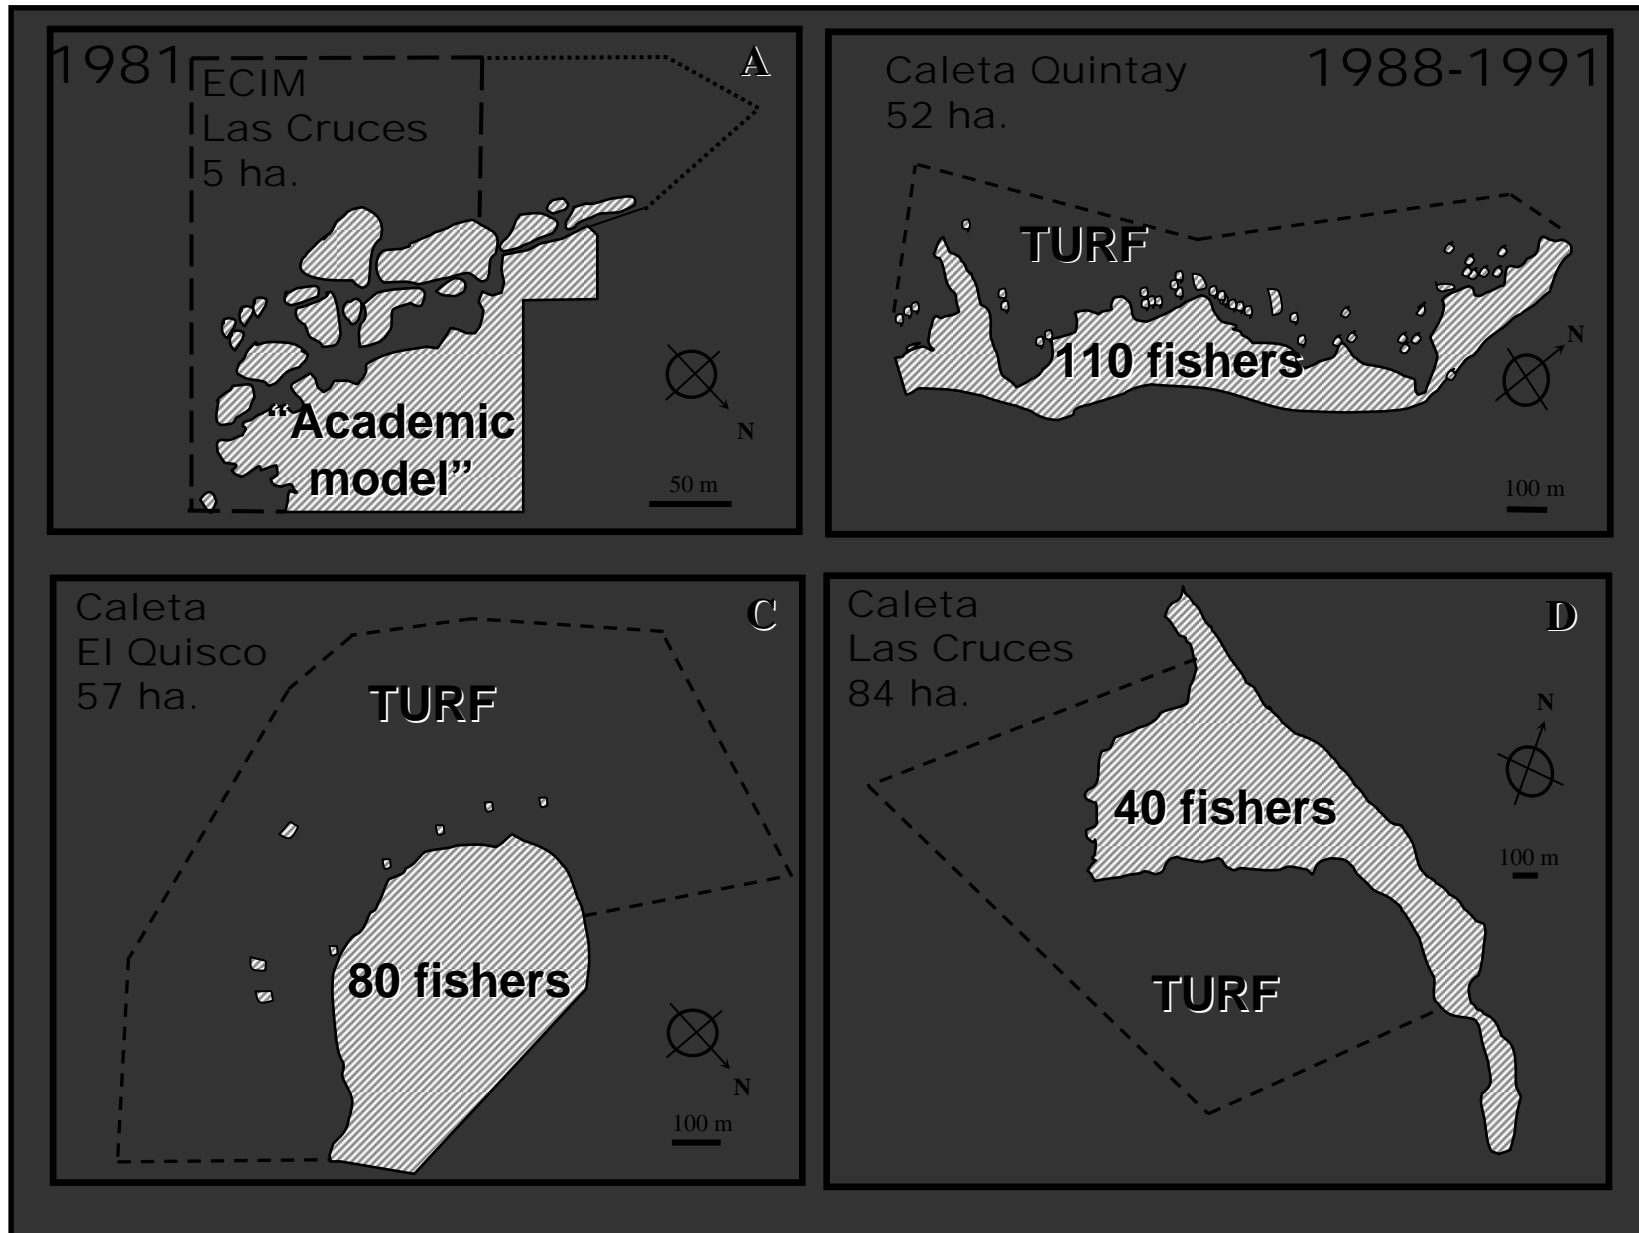 1981
A
ECIM
Las Cruces
5 ha.
“Academic
model”
N
50 m
Caleta Quintay
52 ha.
1988-1991
TURF
110 fishers
N
100 m
Caleta
El Quisco
57 ha.
C
TURF
80 fishers
N
100 m
Caleta
Las Cruces
84 ha.
D
N
40 fishers
100 m
TURF